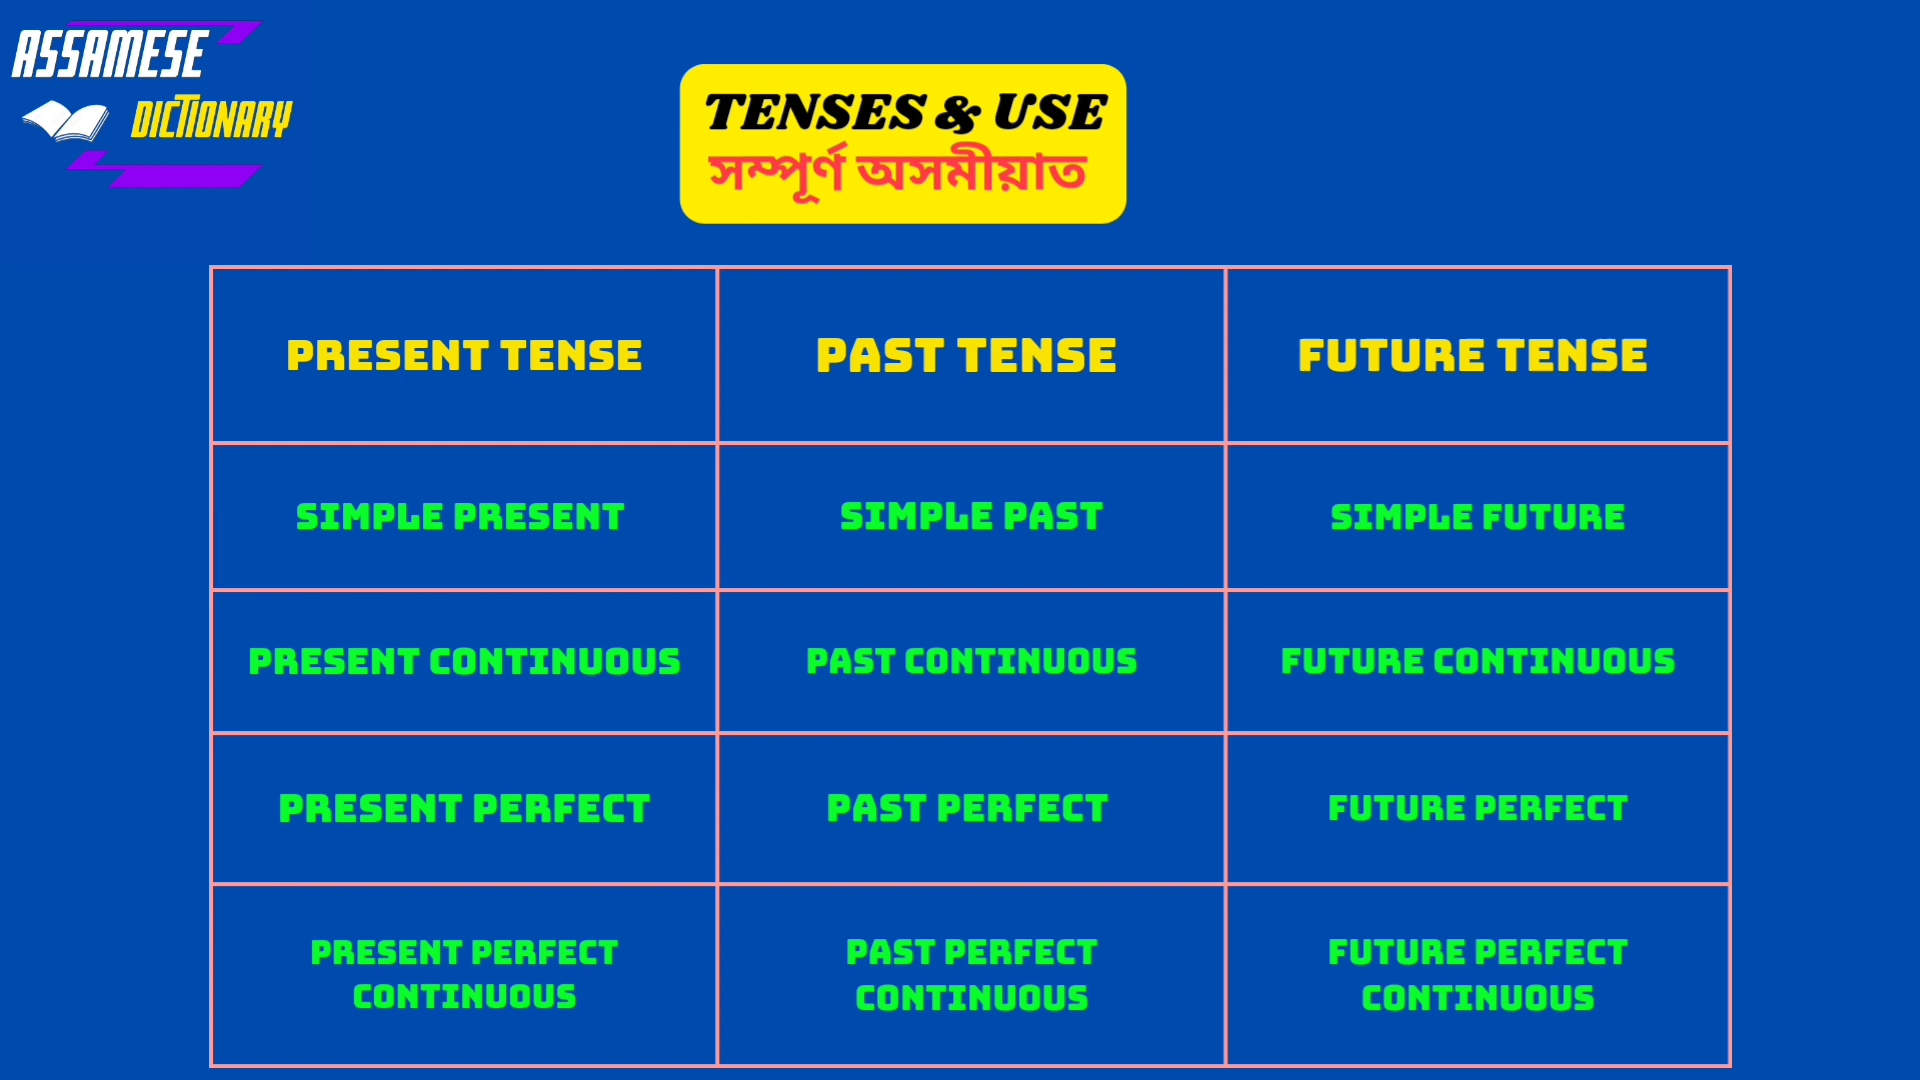 ASSAMESE
DICTIONARY
TENSES & USE
সম্পূৰ্ণ অসমীয়াত
PRESENT TENSE
PAST TENSE
FUTURE TENSE
SIMPLE PRESENT
SIMPLE PAST
SIMPLE FUTURE
PRESENT CONTINUOUS
PAST CONTINUOUS
FUTURE CONTINUOUS
PRESENT PERFECT
PAST PERFECT
FUTURE PERFECT
PRESENT PERFECT
CONTINUOUS
PAST PERFECT
CONTINUOUS
FUTURE PERFECT
CONTINUOUS